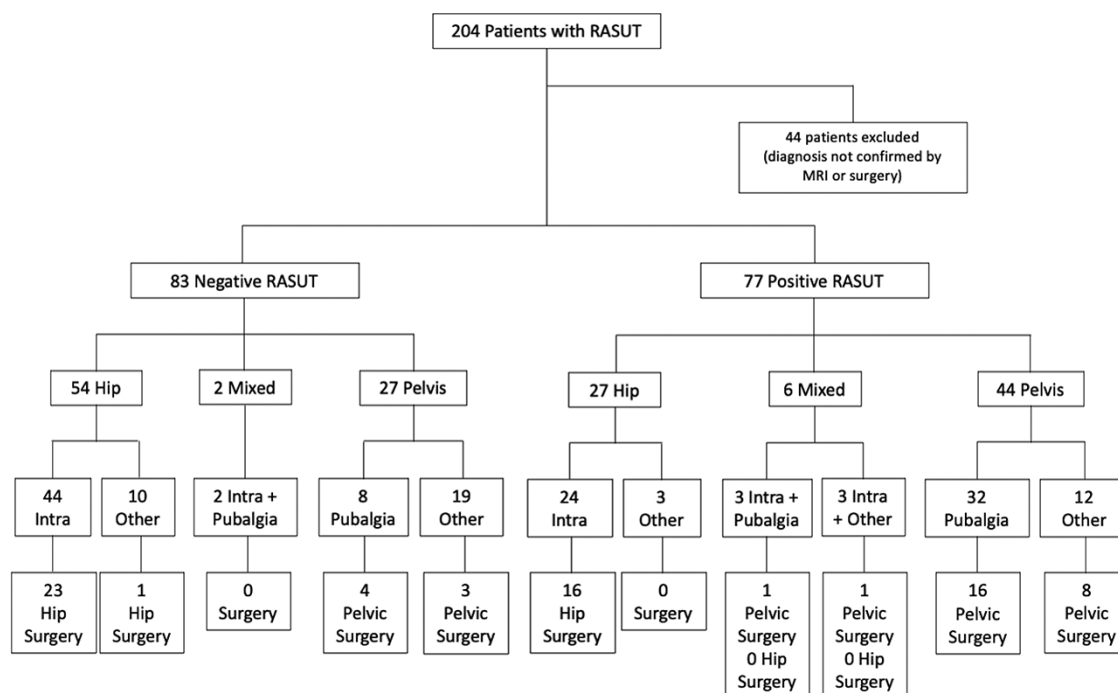 204 Patients with RASUT
44 patients excluded
(diagnosis not confirmed by
MRI or surgery)
83 Negative RASUT
77 Positive RASUT
54 Hip
2 Mixed
27 Pelvis
27 Hip
6 Mixed
44 Pelvis
44
Intra
10
Other
2 Intra +
Pubalgia
8
Pubalgia
19
Other
24
Intra
3
Other
3 Intra +
Pubalgia
3 Intra
+ Other
32
Pubalgia
12
Other
23
Hip
Surgery
1
Hip
Surgery
0
Surgery
4
Pelvic
Surgery
3
Pelvic
Surgery
16
Hip
Surgery
0
Surgery
1
Pelvic
Surgery
0 Hip
Surgery
1
Pelvic
Surgery
0 Hip
Surgery
16
Pelvic
Surgery
8
Pelvic
Surgery